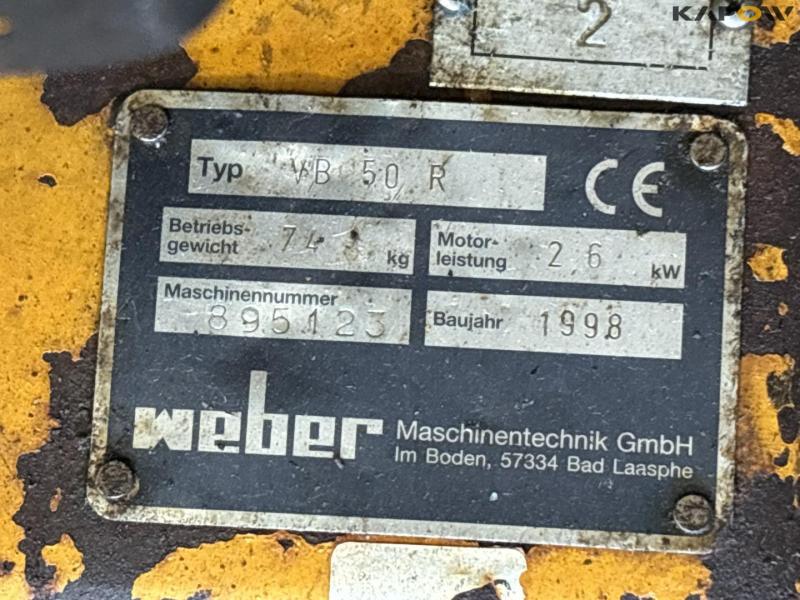 KAPOW
2
Typ VB 50 R
CE
Betriebs-
gewicht kg
Motor-
leistung 2 6 kW
Maschinennummer
895123
Baujahr 1998
weber
Maschinentechnik GmbH
Im Boden, 57334 Bad Laasphe